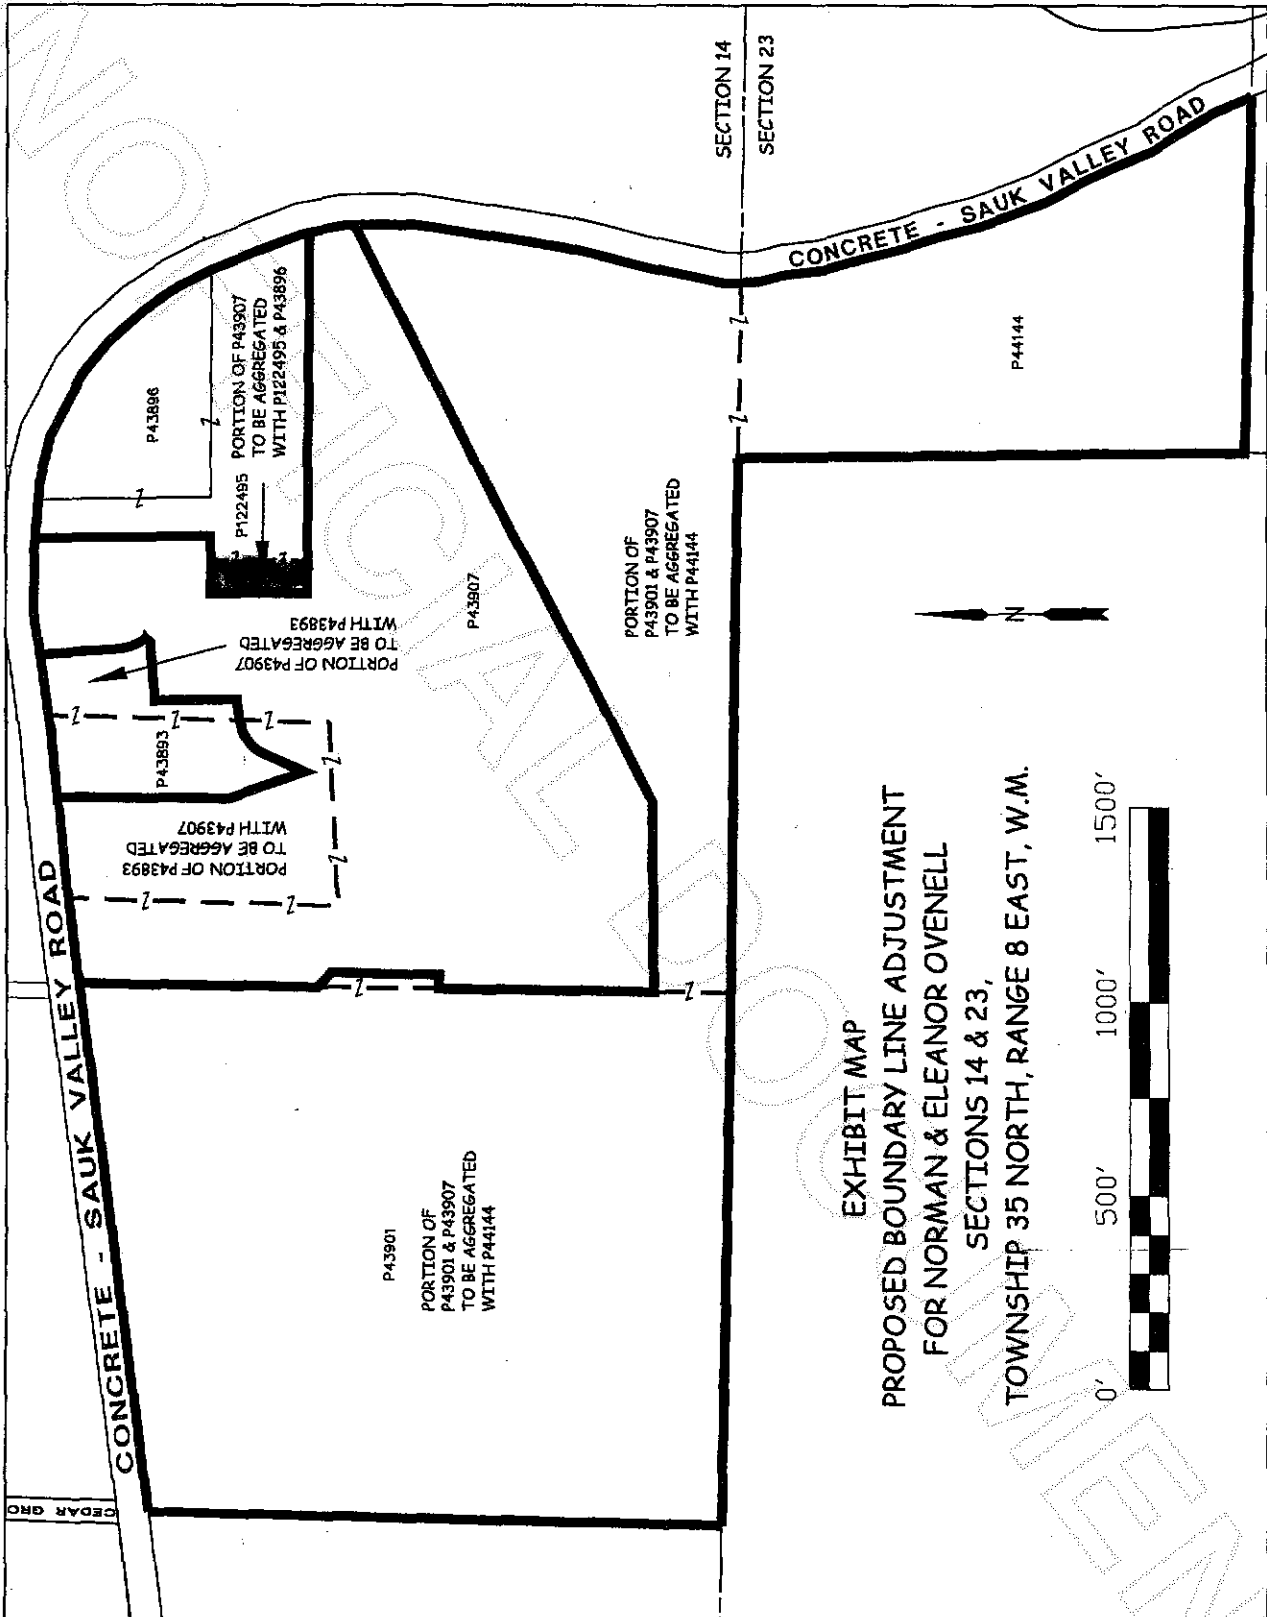 UNOFFICIAL DOCUMENT
CEDAR GRO
CONCRETE - SAUK VALLEY ROAD
P43901
PORTION OF
P43901 & P43907
TO BE AGGREGATED
WITH P44144
PORTION OF P43893
TO BE AGGREGATED
WITH P43907
P43893
PORTION OF P43907
TO BE AGGREGATED
WITH P43893
P122495
P43896
PORTION OF P43907
TO BE AGGREGATED
WITH P122495 & P43896
P43907
PORTION OF
P43901 & P43907
TO BE AGGREGATED
WITH P44144
SECTION 14
SECTION 23
CONCRETE - SAUK VALLEY ROAD
P44144
N
EXHIBIT MAP
PROPOSED BOUNDARY LINE ADJUSTMENT
FOR NORMAN & ELEANOR OVENELL
SECTIONS 14 & 23,
TOWNSHIP 35 NORTH, RANGE 8 EAST, W.M.
0' 500' 1000' 1500'